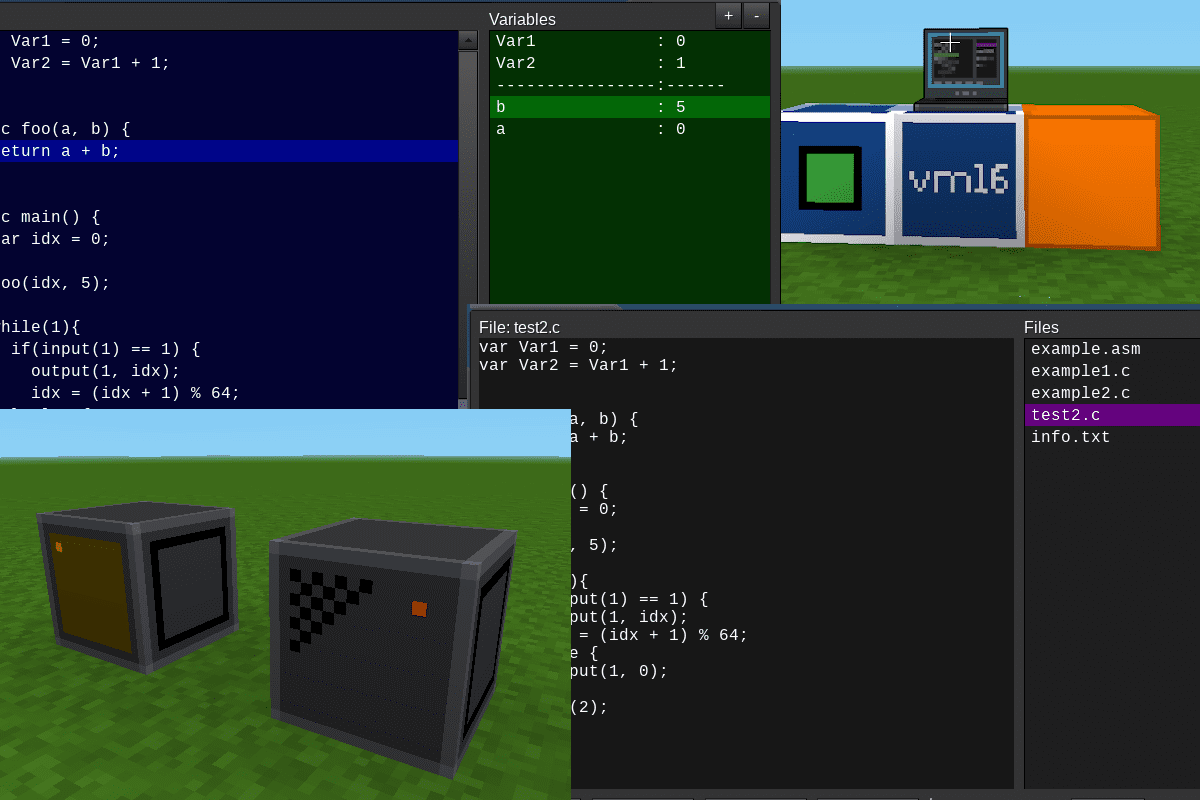 Variables
+ -
Var1 = 0;
Var2 = Var1 + 1;
c foo(a, b) {
eturn a + b;
c main() {
ar idx = 0;
oo(idx, 5);
hile(1){
if(input(1) == 1) {
output(1, idx);
idx = (idx + 1) % 64;
Var1 : 0
Var2 : 1
----------------:------
b : 5
a : 0
vm16
File: test2.c
var Var1 = 0;
var Var2 = Var1 + 1;
a, b) {
a + b;
() {
= 0;
, 5);
){
put(1) == 1) {
put(1, idx);
= (idx + 1) % 64;
e {
put(1, 0);
(2);
Files
example.asm
example1.c
example2.c
test2.c
info.txt